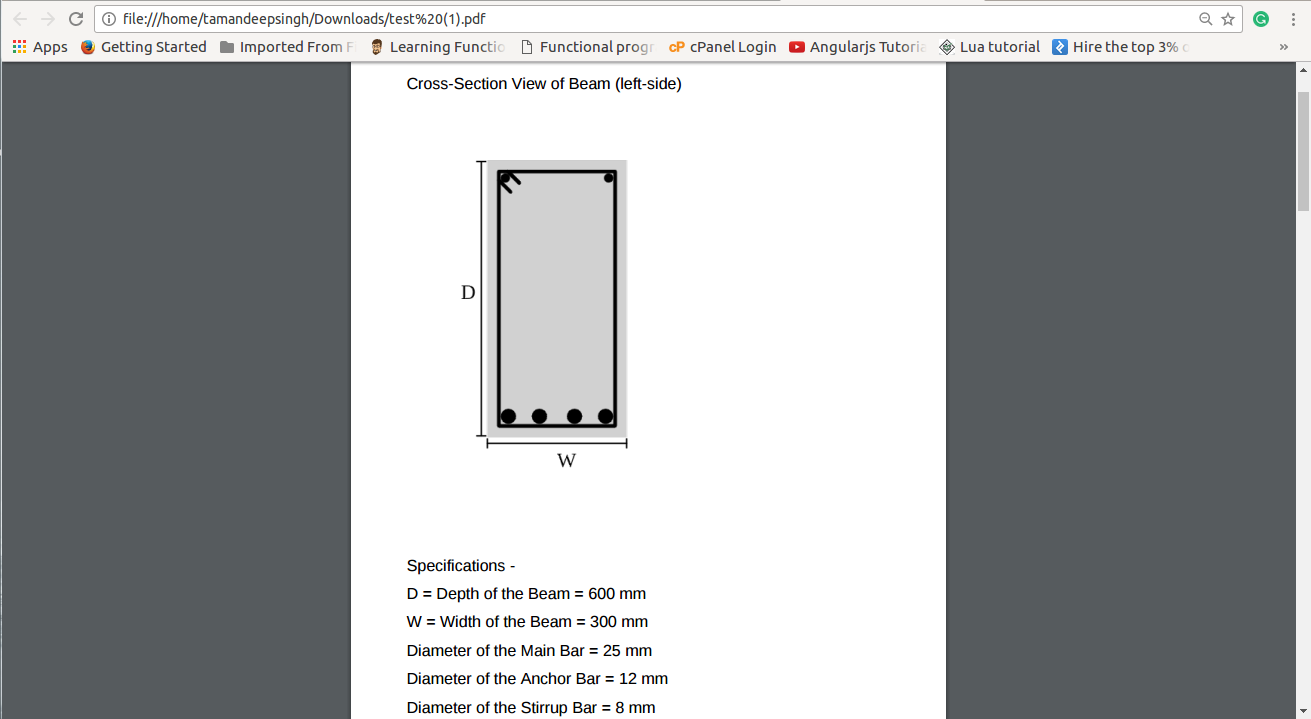 file:///home/tamandeepsingh/Downloads/test%20(1).pdf
Apps Getting Started Imported From F Learning Functio Functional progr cP cPanel Login Angularjs Tutoria Lua tutorial Hire the top 3% o »
Cross-Section View of Beam (left-side)
D
W
Specifications -
D = Depth of the Beam = 600 mm
W = Width of the Beam = 300 mm
Diameter of the Main Bar = 25 mm
Diameter of the Anchor Bar = 12 mm
Diameter of the Stirrup Bar = 8 mm